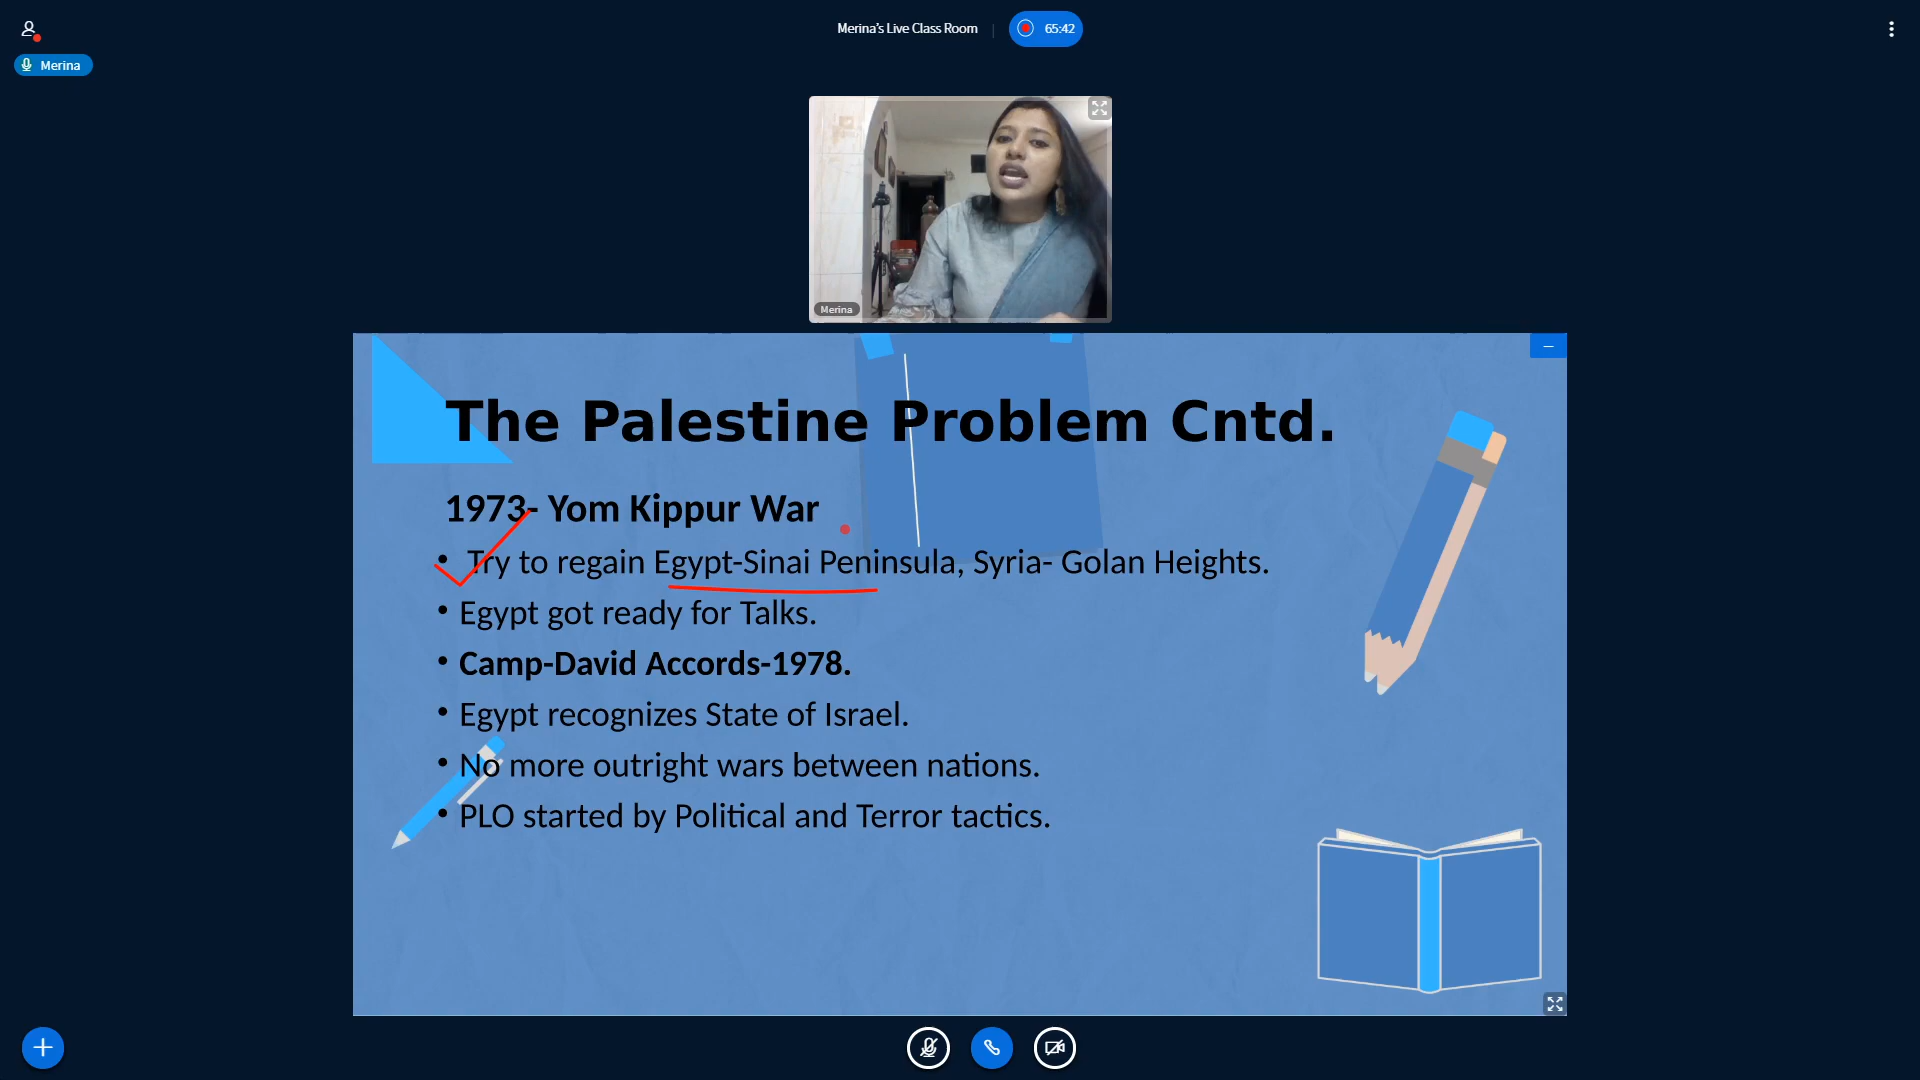 Merina's Live Class Room
65:42
Merina
Merina
The Palestine Problem Cntd.
1973- Yom Kippur War
• Try to regain Egypt-Sinai Peninsula, Syria- Golan Heights.
• Egypt got ready for Talks.
• Camp-David Accords-1978.
• Egypt recognizes State of Israel.
• No more outright wars between nations.
• PLO started by Political and Terror tactics.